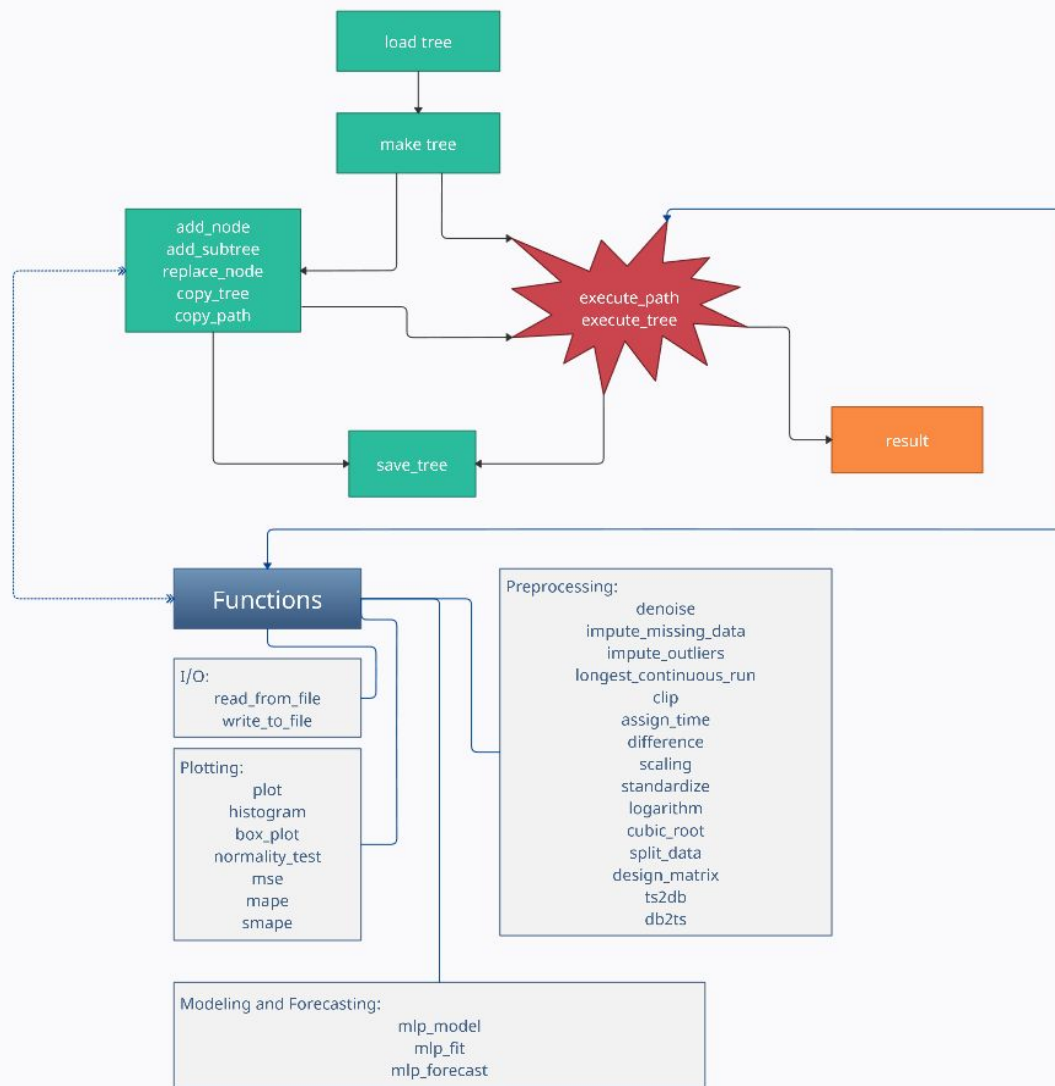 load tree
make tree
add_node
add_subtree
replace_node
copy_tree
copy_path
execute_path
execute_tree
result
save_tree
Functions
I/O:
read_from_file
write_to_file
Plotting:
plot
histogram
box_plot
normality_test
mse
mape
smape
Preprocessing:
denoise
impute_missing_data
impute_outliers
longest_continuous_run
clip
assign_time
difference
scaling
standardize
logarithm
cubic_root
split_data
design_matrix
ts2db
db2ts
Modeling and Forecasting:
mlp_model
mlp_fit
mlp_forecast